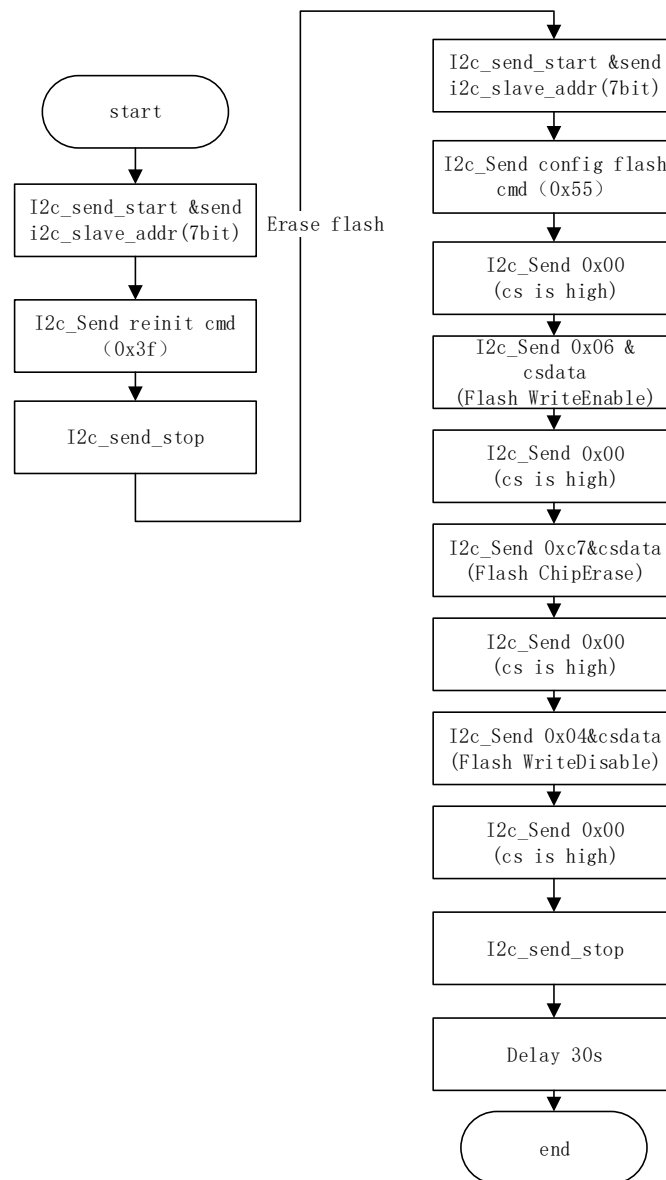 start
I2c_send_start &send
i2c_slave_addr(7bit)
I2c_Send reinit cmd
（0x3f）
I2c_send_stop
Erase flash
I2c_send_start &send
i2c_slave_addr(7bit)
I2c_Send config flash
cmd（0x55）
I2c_Send 0x00
(cs is high)
I2c_Send 0x06 &
csdata
(Flash WriteEnable)
I2c_Send 0x00
(cs is high)
I2c_Send 0xc7&csdata
(Flash ChipErase)
I2c_Send 0x00
(cs is high)
I2c_Send 0x04&csdata
(Flash WriteDisable)
I2c_Send 0x00
(cs is high)
I2c_send_stop
Delay 30s
end